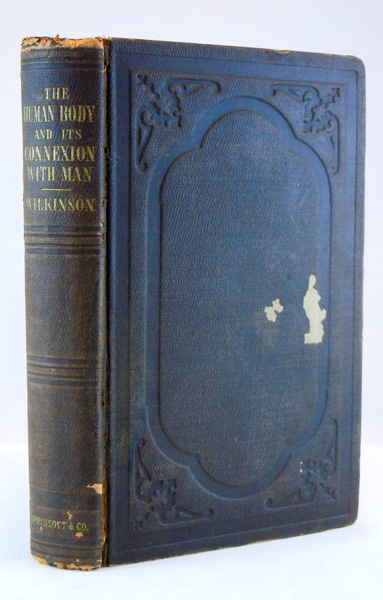 THE
HUMAN BODY
AND ITS
CONNEXION
WITH MAN
WILKINSON
LIPPINCOTT & CO.